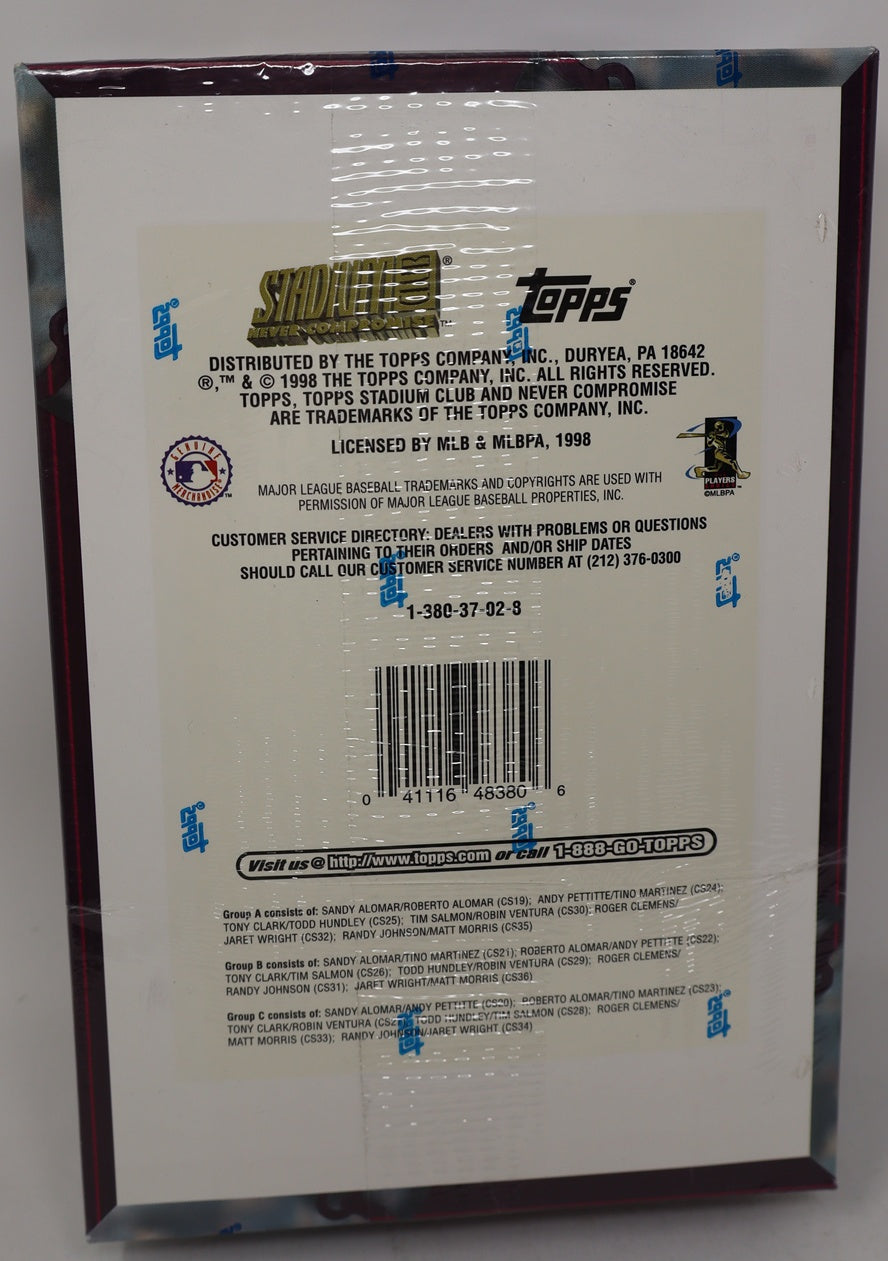 STADIUM CLUB ®
NEVER COMPROMISE ™
TOPPS ®
DISTRIBUTED BY THE TOPPS COMPANY, INC., DURYEA, PA 18642
®,™ & © 1998 THE TOPPS COMPANY, INC. ALL RIGHTS RESERVED.
TOPPS, TOPPS STADIUM CLUB AND NEVER COMPROMISE
ARE TRADEMARKS OF THE TOPPS COMPANY, INC.
LICENSED BY MLB & MLBPA, 1998
GENUINE
MERCHANDISE ™
PLAYERS
©MLBPA
MAJOR LEAGUE BASEBALL TRADEMARKS AND COPYRIGHTS ARE USED WITH
PERMISSION OF MAJOR LEAGUE BASEBALL PROPERTIES, INC.
CUSTOMER SERVICE DIRECTORY: DEALERS WITH PROBLEMS OR QUESTIONS
PERTAINING TO THEIR ORDERS AND/OR SHIP DATES
SHOULD CALL OUR CUSTOMER SERVICE NUMBER AT (212) 376-0300
1-380-37-02-8
0 41116 48380 6
Visit us @ http://www.topps.com or call 1-888-GO-TOPPS
Group A consists of: SANDY ALOMAR/ROBERTO ALOMAR (CS19); ANDY PETTITTE/TINO MARTINEZ (CS24);
TONY CLARK/TODD HUNDLEY (CS25); TIM SALMON/ROBIN VENTURA (CS30); ROGER CLEMENS/
JARET WRIGHT (CS32); RANDY JOHNSON/MATT MORRIS (CS35)
Group B consists of: SANDY ALOMAR/TINO MARTINEZ (CS21); ROBERTO ALOMAR/ANDY PETTITTE (CS22);
TONY CLARK/TIM SALMON (CS26); TODD HUNDLEY/ROBIN VENTURA (CS29); ROGER CLEMENS/
RANDY JOHNSON (CS31); JARET WRIGHT/MATT MORRIS (CS36)
Group C consists of: SANDY ALOMAR/ANDY PETTITTE (CS20); ROBERTO ALOMAR/TINO MARTINEZ (CS23);
TONY CLARK/ROBIN VENTURA TODD HUNDLEY/TIM SALMON (CS28); ROGER CLEMENS/
MATT MORRIS (CS33); RANDY JOHNSON/JARET WRIGHT (CS34)